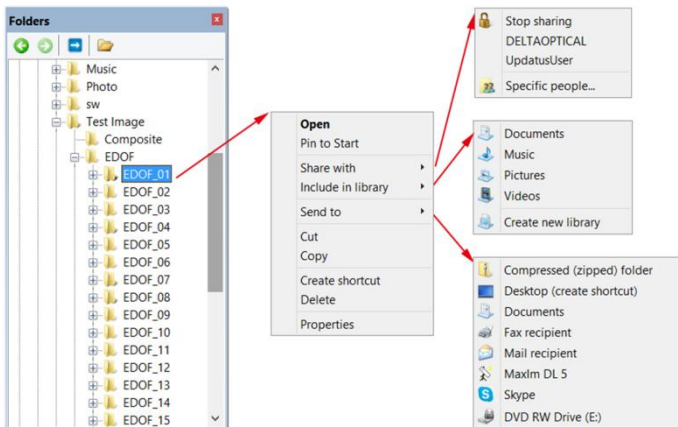 Folders
Music
Photo
sw
Test Image
Composite
EDOF
EDOF_01
EDOF_02
EDOF_03
EDOF_04
EDOF_05
EDOF_06
EDOF_07
EDOF_08
EDOF_09
EDOF_10
EDOF_11
EDOF_12
EDOF_13
EDOF_14
EDOF_15
Open
Pin to Start
Share with
Include in library
Send to
Cut
Copy
Create shortcut
Delete
Properties
Stop sharing
DELTAOPTICAL
UpdatusUser
Specific people...
Documents
Music
Pictures
Videos
Create new library
Compressed (zipped) folder
Desktop (create shortcut)
Documents
Fax recipient
Mail recipient
MaxIm DL 5
Skype
DVD RW Drive (E:)